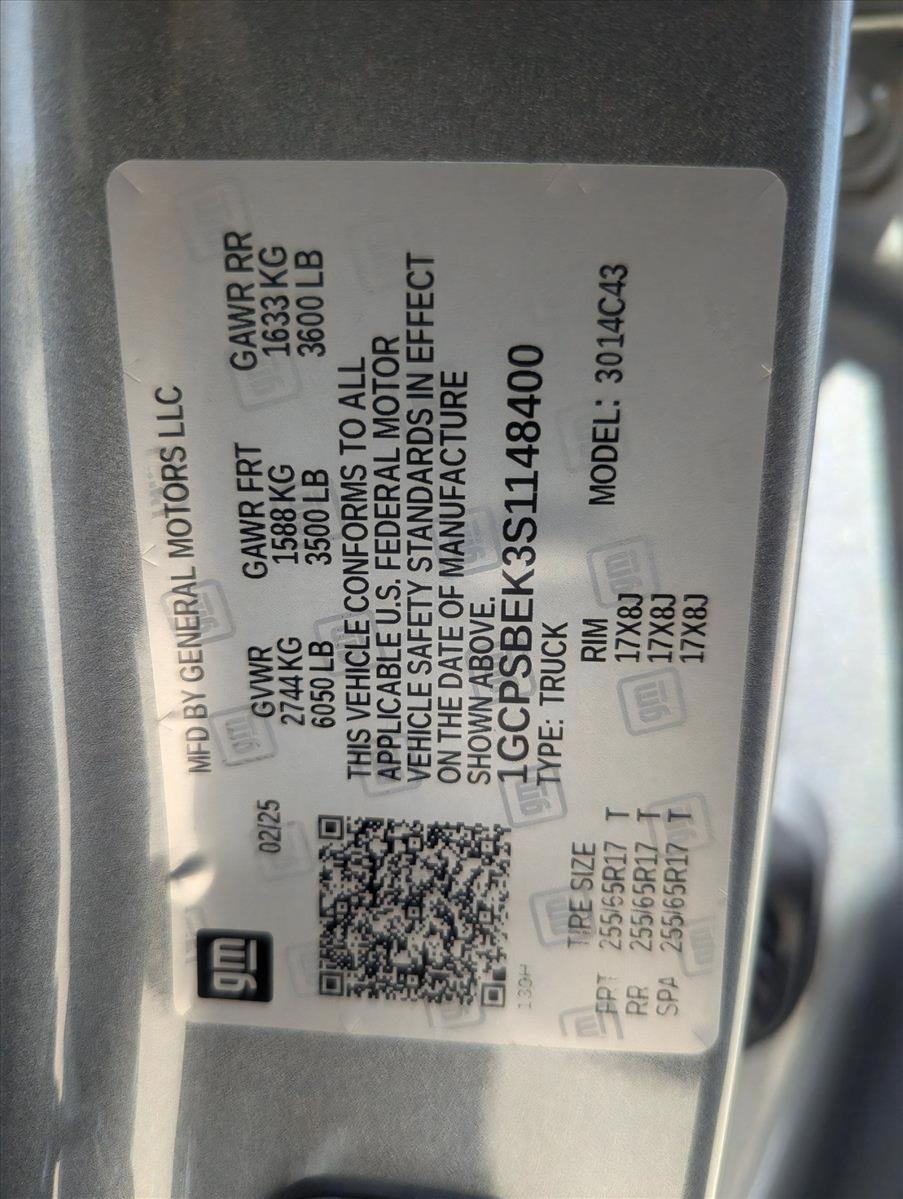 gm
MFD BY GENERAL MOTORS LLC
02/25
GVWR GAWR FRT GAWR RR
2744 KG 1588 KG 1633 KG
6050 LB 3500 LB 3600 LB
THIS VEHICLE CONFORMS TO ALL
APPLICABLE U.S. FEDERAL MOTOR
VEHICLE SAFETY STANDARDS IN EFFECT
ON THE DATE OF MANUFACTURE
SHOWN ABOVE.
1GCPSBEK3S1148400
TYPE: TRUCK
TIRE SIZE RIM MODEL: 3014C43
FRT 255/65R17 T 17X8J
RR 255/65R17 T 17X8J
SPA 255/65R17 T 17X8J